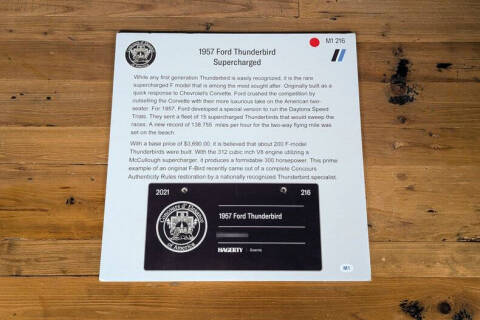 M1 216
1957 Ford Thunderbird
Supercharged
While any first generation Thunderbird is easily recognized, it is the rare
supercharged F model that is among the most sought after. Originally built as a
quick response to Chevrolet's Corvette, Ford crushed the competition by
outselling the Corvette with their more luxurious take on the American two-
seater. For 1957, Ford developed a special version to run the Daytona Speed
Trials. They sent a fleet of 15 supercharged Thunderbirds that would sweep the
races. A new record of 138.755 miles per hour for the two-way flying mile was
set on the beach.
With a base price of $3,690.00, it is believed that about 200 F-model
Thunderbirds were built. With the 312 cubic inch V8 engine utilizing a
McCullough supercharger, it produces a formidable 300 horsepower. This prime
example of an original F-Bird recently came out of a complete Concours
Authenticity Rules restoration by a nationally recognized Thunderbird specialist.
2021
216
1957 Ford Thunderbird
Concours d'Elegance
of America
HAGERTY | Events
M1